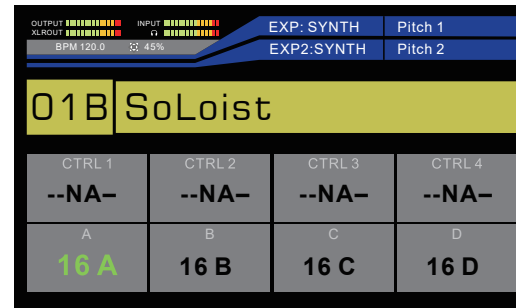 OUTPUT INPUT EXP: SYNTH Pitch 1
XLROUT
BPM 120.0 45% EXP2:SYNTH Pitch 2
01B SoLoist
CTRL 1 CTRL 2 CTRL 3 CTRL 4
--NA– --NA– --NA– --NA–
A B C D
16 A 16 B 16 C 16 D